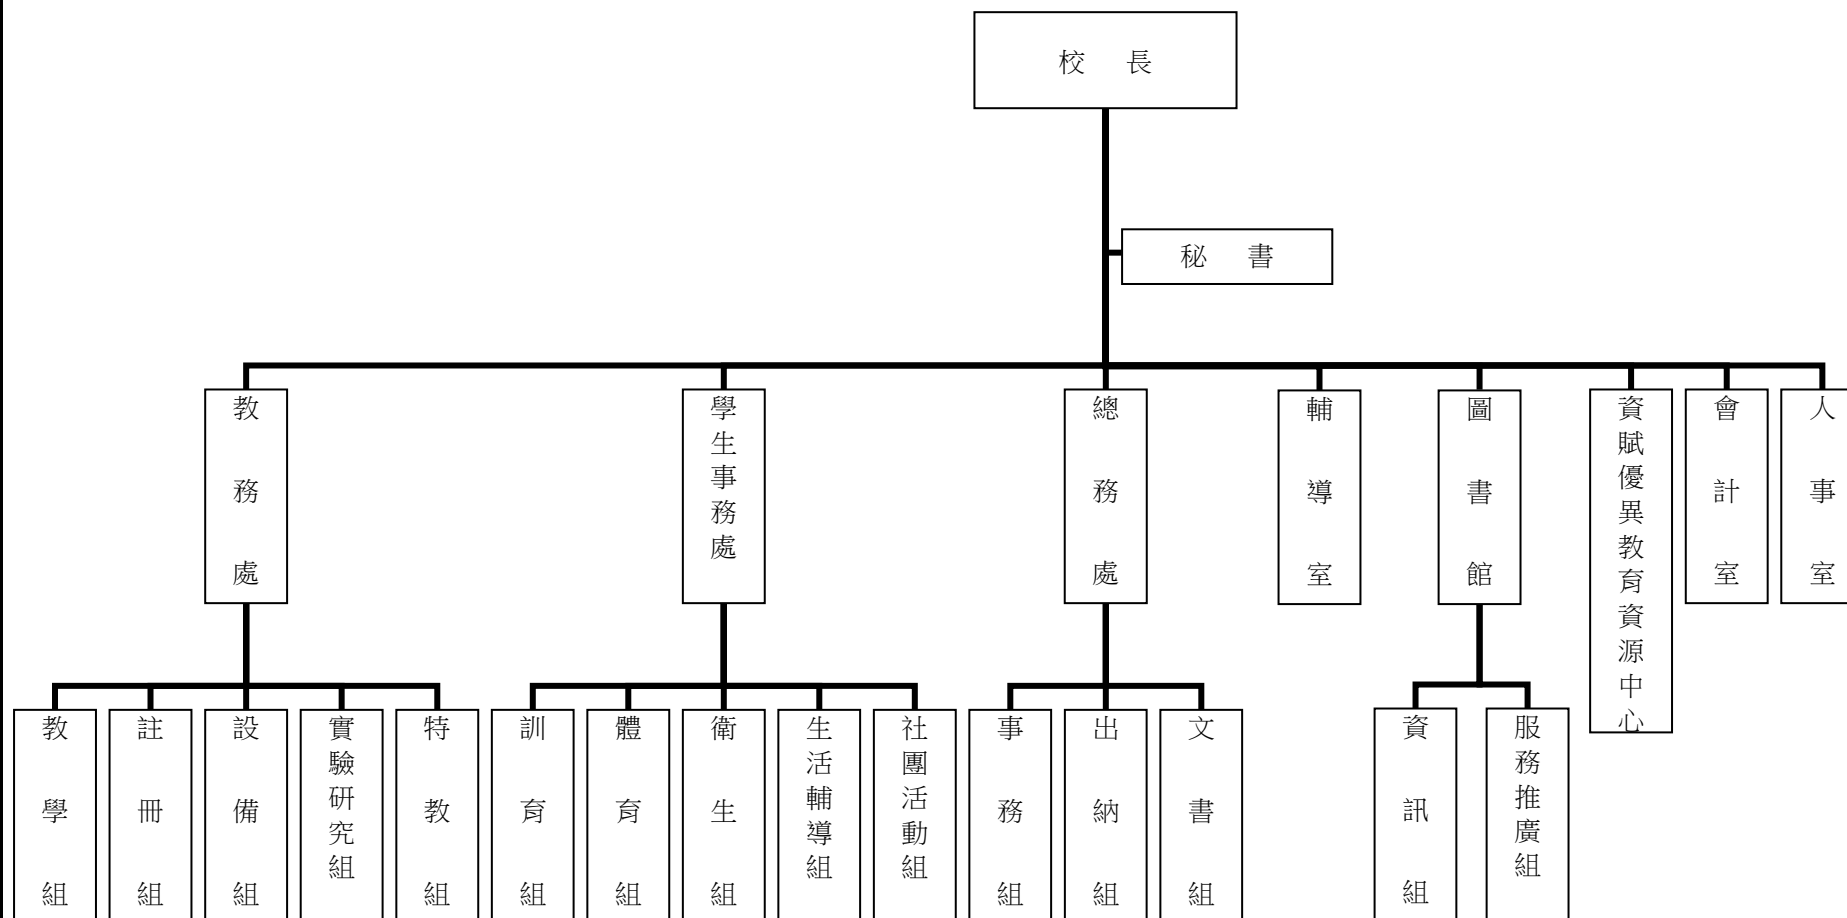 校 長
秘 書
教務處
學生事務處
總務處
輔導室
圖書館
資賦優異教育資源中心
會計室
人事室
教學組
註冊組
設備組
實驗研究組
特教組
訓育組
體育組
衛生組
生活輔導組
社團活動組
事務組
出納組
文書組
資訊組
服務推廣組